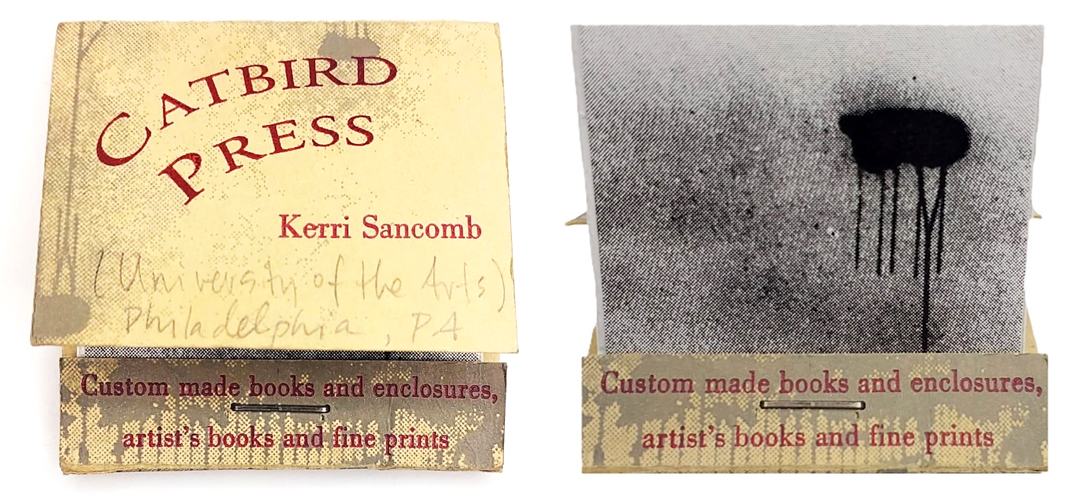 CATBIRD
PRESS
Kerri Sancomb
(University of the Arts)
Philadelphia, PA
Custom made books and enclosures,
artist's books and fine prints
Custom made books and enclosures,
artist's books and fine prints